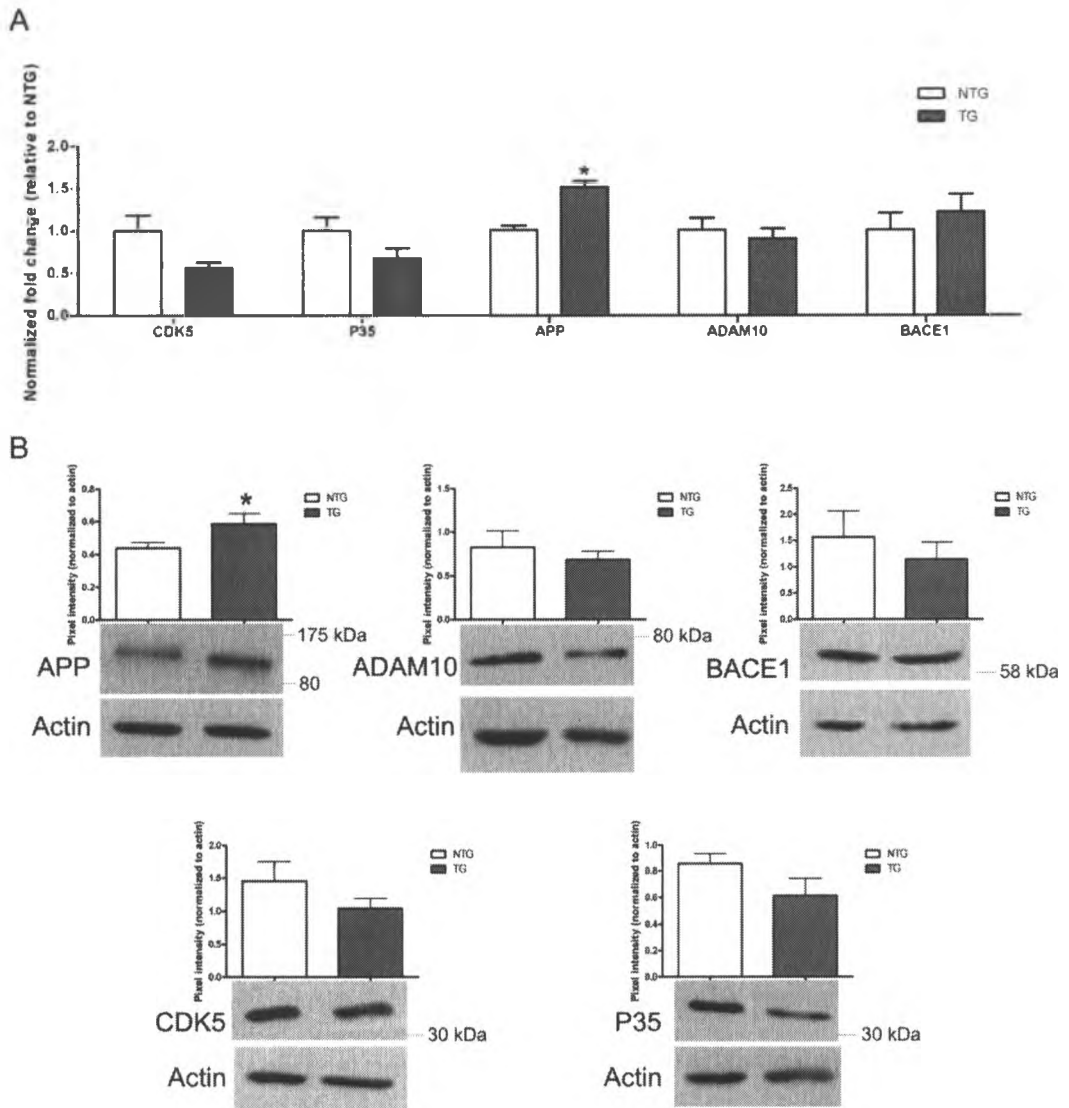 A
Normalized fold change (relative to NTG)
NTG
TG
2.0
1.5
1.0
0.5
0.0
CDK5 P35 APP ADAM10 BACE1
*
B
Pixel intensity (normalized to actin)
0.8
0.6
0.4
0.2
0.0
*
NTG
TG
APP
175 kDa
80
Actin
Pixel intensity (normalized to actin)
1.5
1.0
0.5
0.0
NTG
TG
ADAM10
80 kDa
Actin
Pixel intensity (normalized to actin)
2.5
2.0
1.5
1.0
0.5
0.0
NTG
TG
BACE1
58 kDa
Actin
Pixel intensity (normalized to actin)
2.0
1.5
1.0
0.5
0.0
NTG
TG
CDK5
30 kDa
Actin
Pixel intensity (normalized to actin)
1.0
0.8
0.6
0.4
0.2
0.0
NTG
TG
P35
30 kDa
Actin